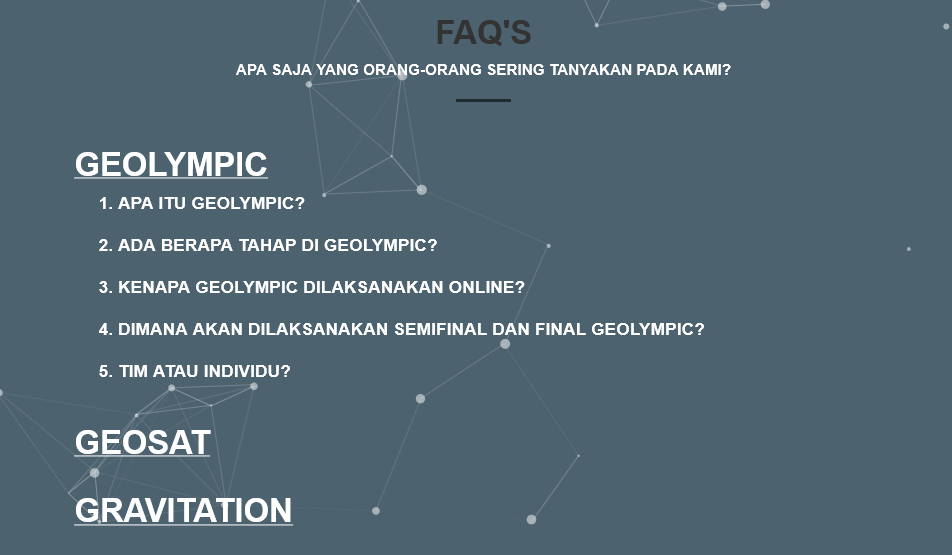 FAQ'S
APA SAJA YANG ORANG-ORANG SERING TANYAKAN PADA KAMI?
GEOLYMPIC
1. APA ITU GEOLYMPIC?
2. ADA BERAPA TAHAP DI GEOLYMPIC?
3. KENAPA GEOLYMPIC DILAKSANAKAN ONLINE?
4. DIMANA AKAN DILAKSANAKAN SEMIFINAL DAN FINAL GEOLYMPIC?
5. TIM ATAU INDIVIDU?
GEOSAT
GRAVITATION